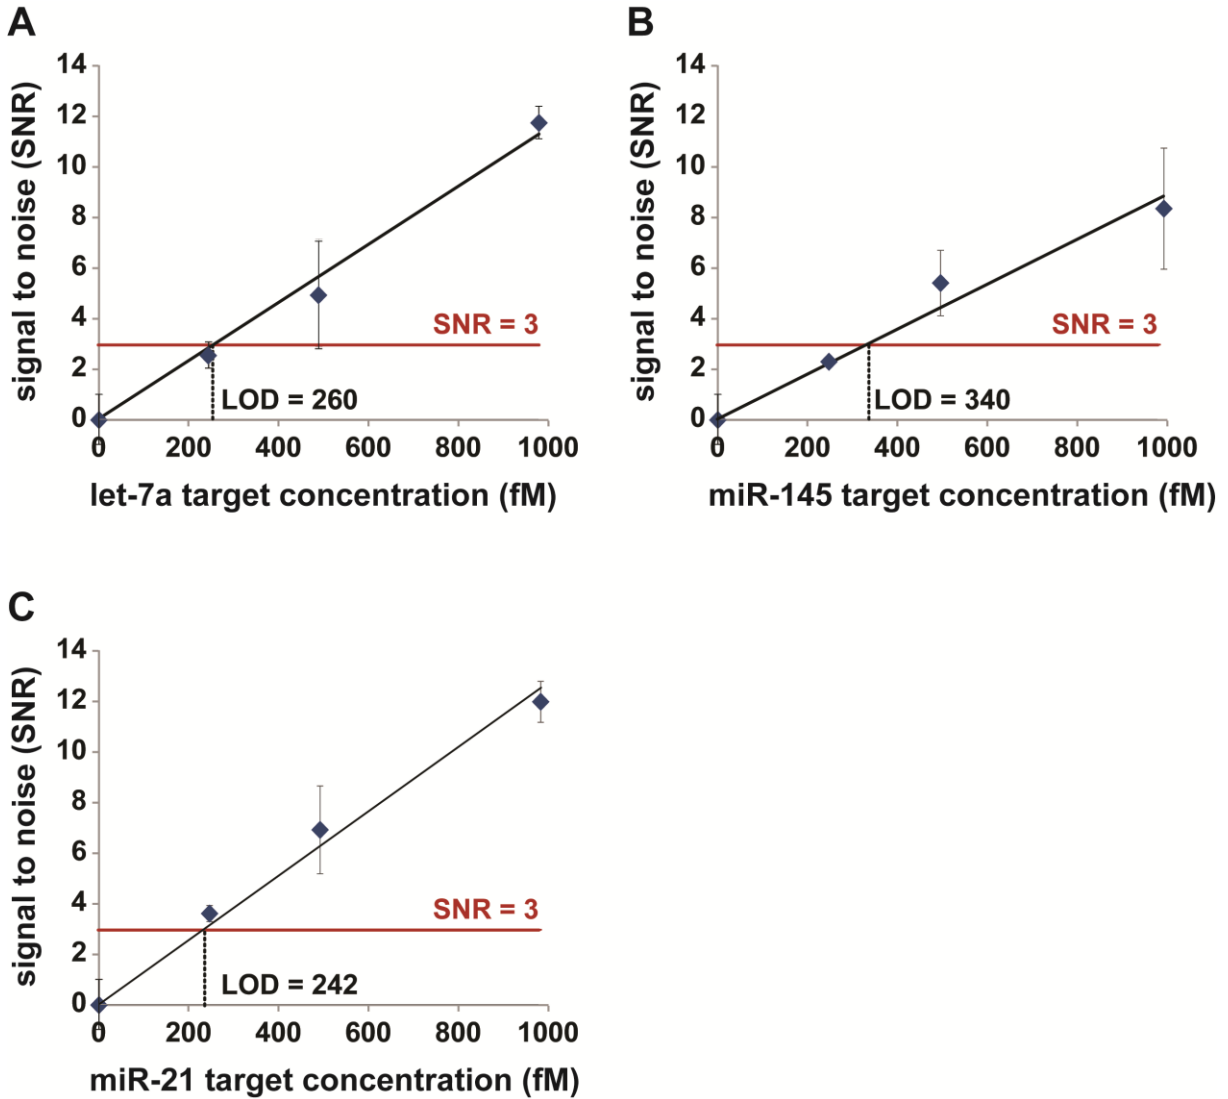 A
signal to noise (SNR)
14
12
10
8
6
4
2
0
SNR = 3
LOD = 260
0 200 400 600 800 1000
let-7a target concentration (fM)
B
signal to noise (SNR)
14
12
10
8
6
4
2
0
SNR = 3
LOD = 340
0 200 400 600 800 1000
miR-145 target concentration (fM)
C
signal to noise (SNR)
14
12
10
8
6
4
2
0
SNR = 3
LOD = 242
0 200 400 600 800 1000
miR-21 target concentration (fM)